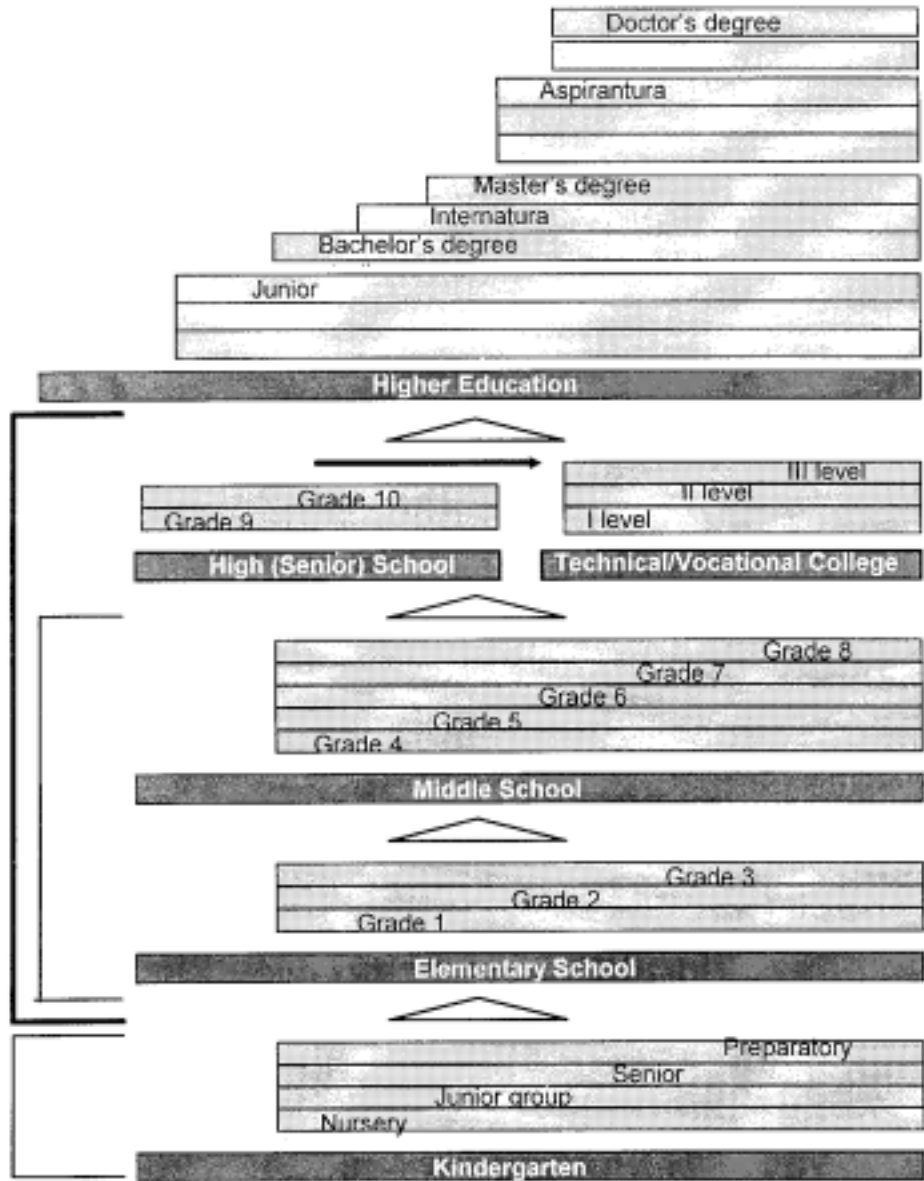 Doctor's degree
Aspirantura
Master's degree
Internatura
Bachelor's degree
Junior
Higher Education
III level
II level
I level
Grade 10
Grade 9
High (Senior) School
Technical/Vocational College
Grade 8
Grade 7
Grade 6
Grade 5
Grade 4
Middle School
Grade 3
Grade 2
Grade 1
Elementary School
Preparatory
Senior
Junior group
Nursery
Kindergarten